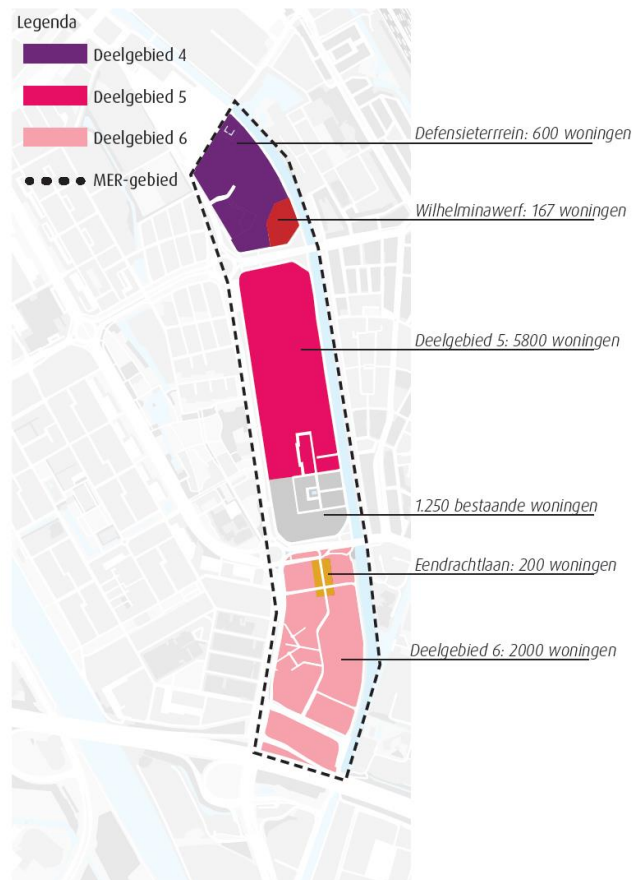 Legenda
Deelgebied 4
Deelgebied 5
Deelgebied 6
MER-gebied
Defensieterrrein: 600 woningen
Wilhelminawerf: 167 woningen
Deelgebied 5: 5800 woningen
1.250 bestaande woningen
Eendrachtlaan: 200 woningen
Deelgebied 6: 2000 woningen